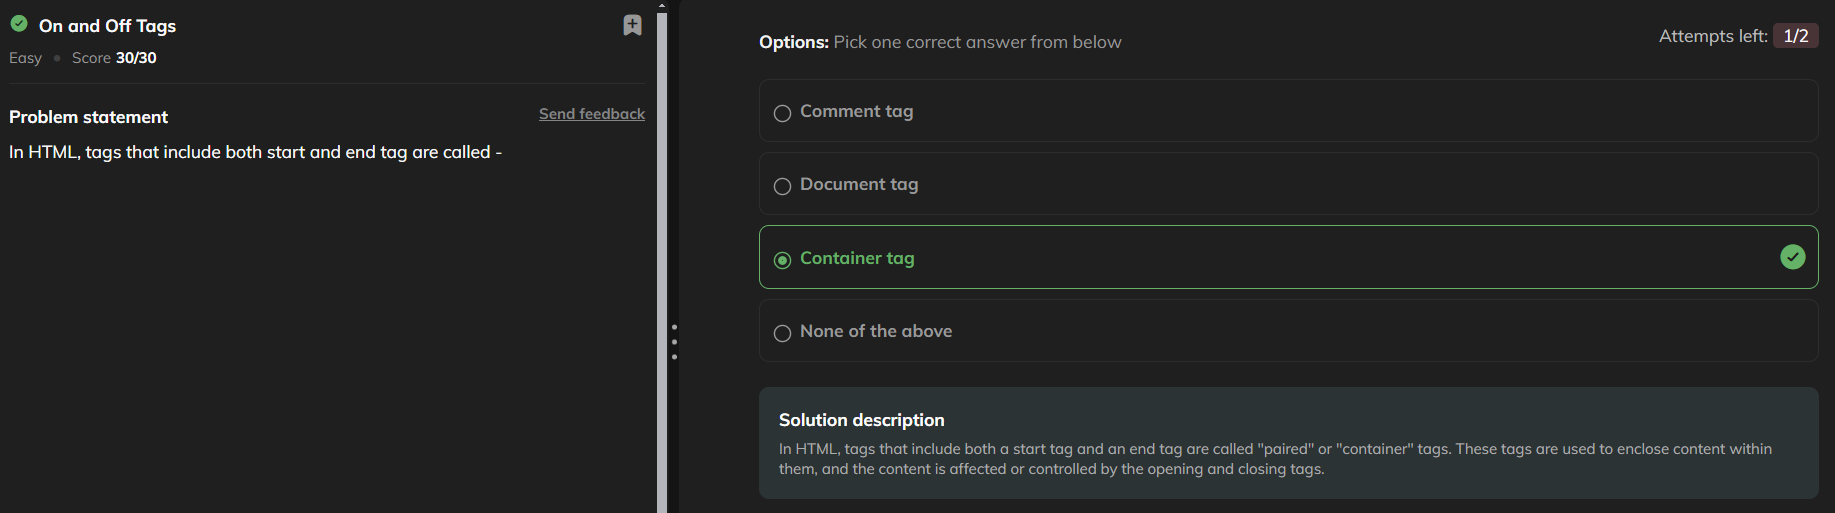 On and Off Tags
Easy • Score 30/30
Problem statement
Send feedback
In HTML, tags that include both start and end tag are called -
Options: Pick one correct answer from below
Attempts left: 1/2
Comment tag
Document tag
Container tag
None of the above
Solution description
In HTML, tags that include both a start tag and an end tag are called "paired" or "container" tags. These tags are used to enclose content within
them, and the content is affected or controlled by the opening and closing tags.